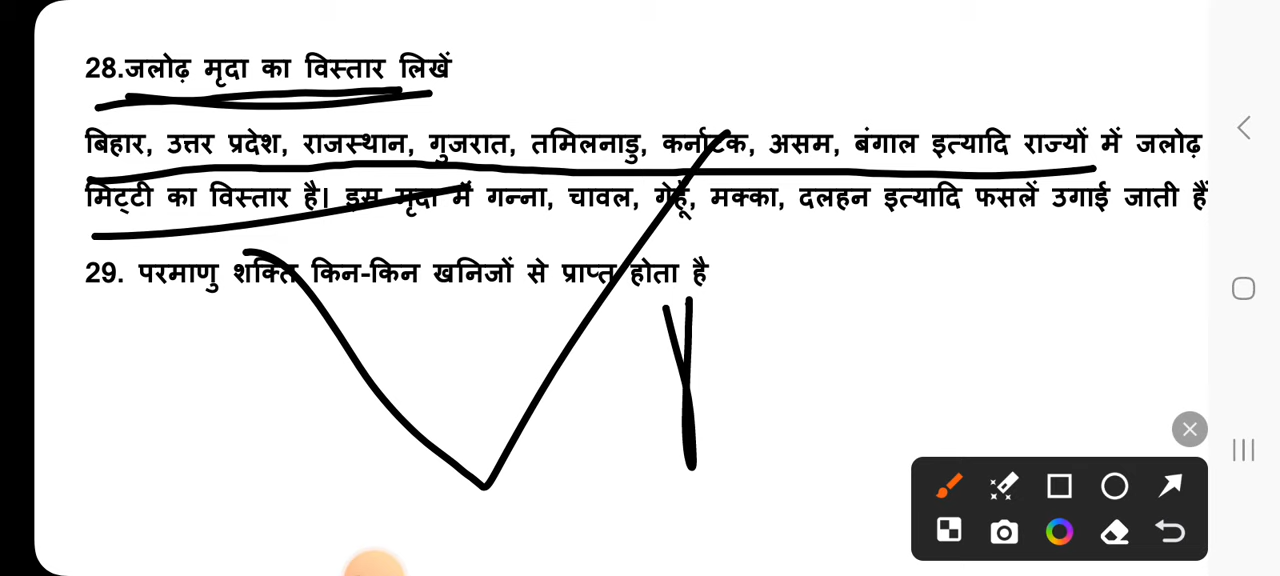 28.जलोढ़ मृदा का विस्तार लिखें
बिहार, उत्तर प्रदेश, राजस्थान, गुजरात, तमिलनाडु, कर्नाटक, असम, बंगाल इत्यादि राज्यों में जलोढ़
मिट्टी का विस्तार है। इस मृदा में गन्ना, चावल, गेहूं, मक्का, दलहन इत्यादि फसलें उगाई जाती हैं
29. परमाणु शक्ति किन-किन खनिजों से प्राप्त होता है